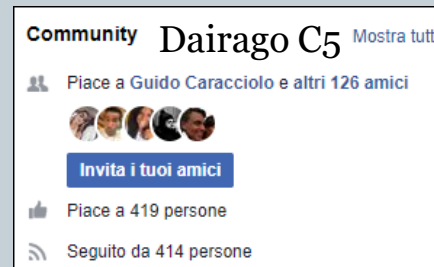 Community Dairago C5 Mostra tutt
Piace a Guido Caracciolo e altri 126 amici
Invita i tuoi amici
Piace a 419 persone
Seguito da 414 persone